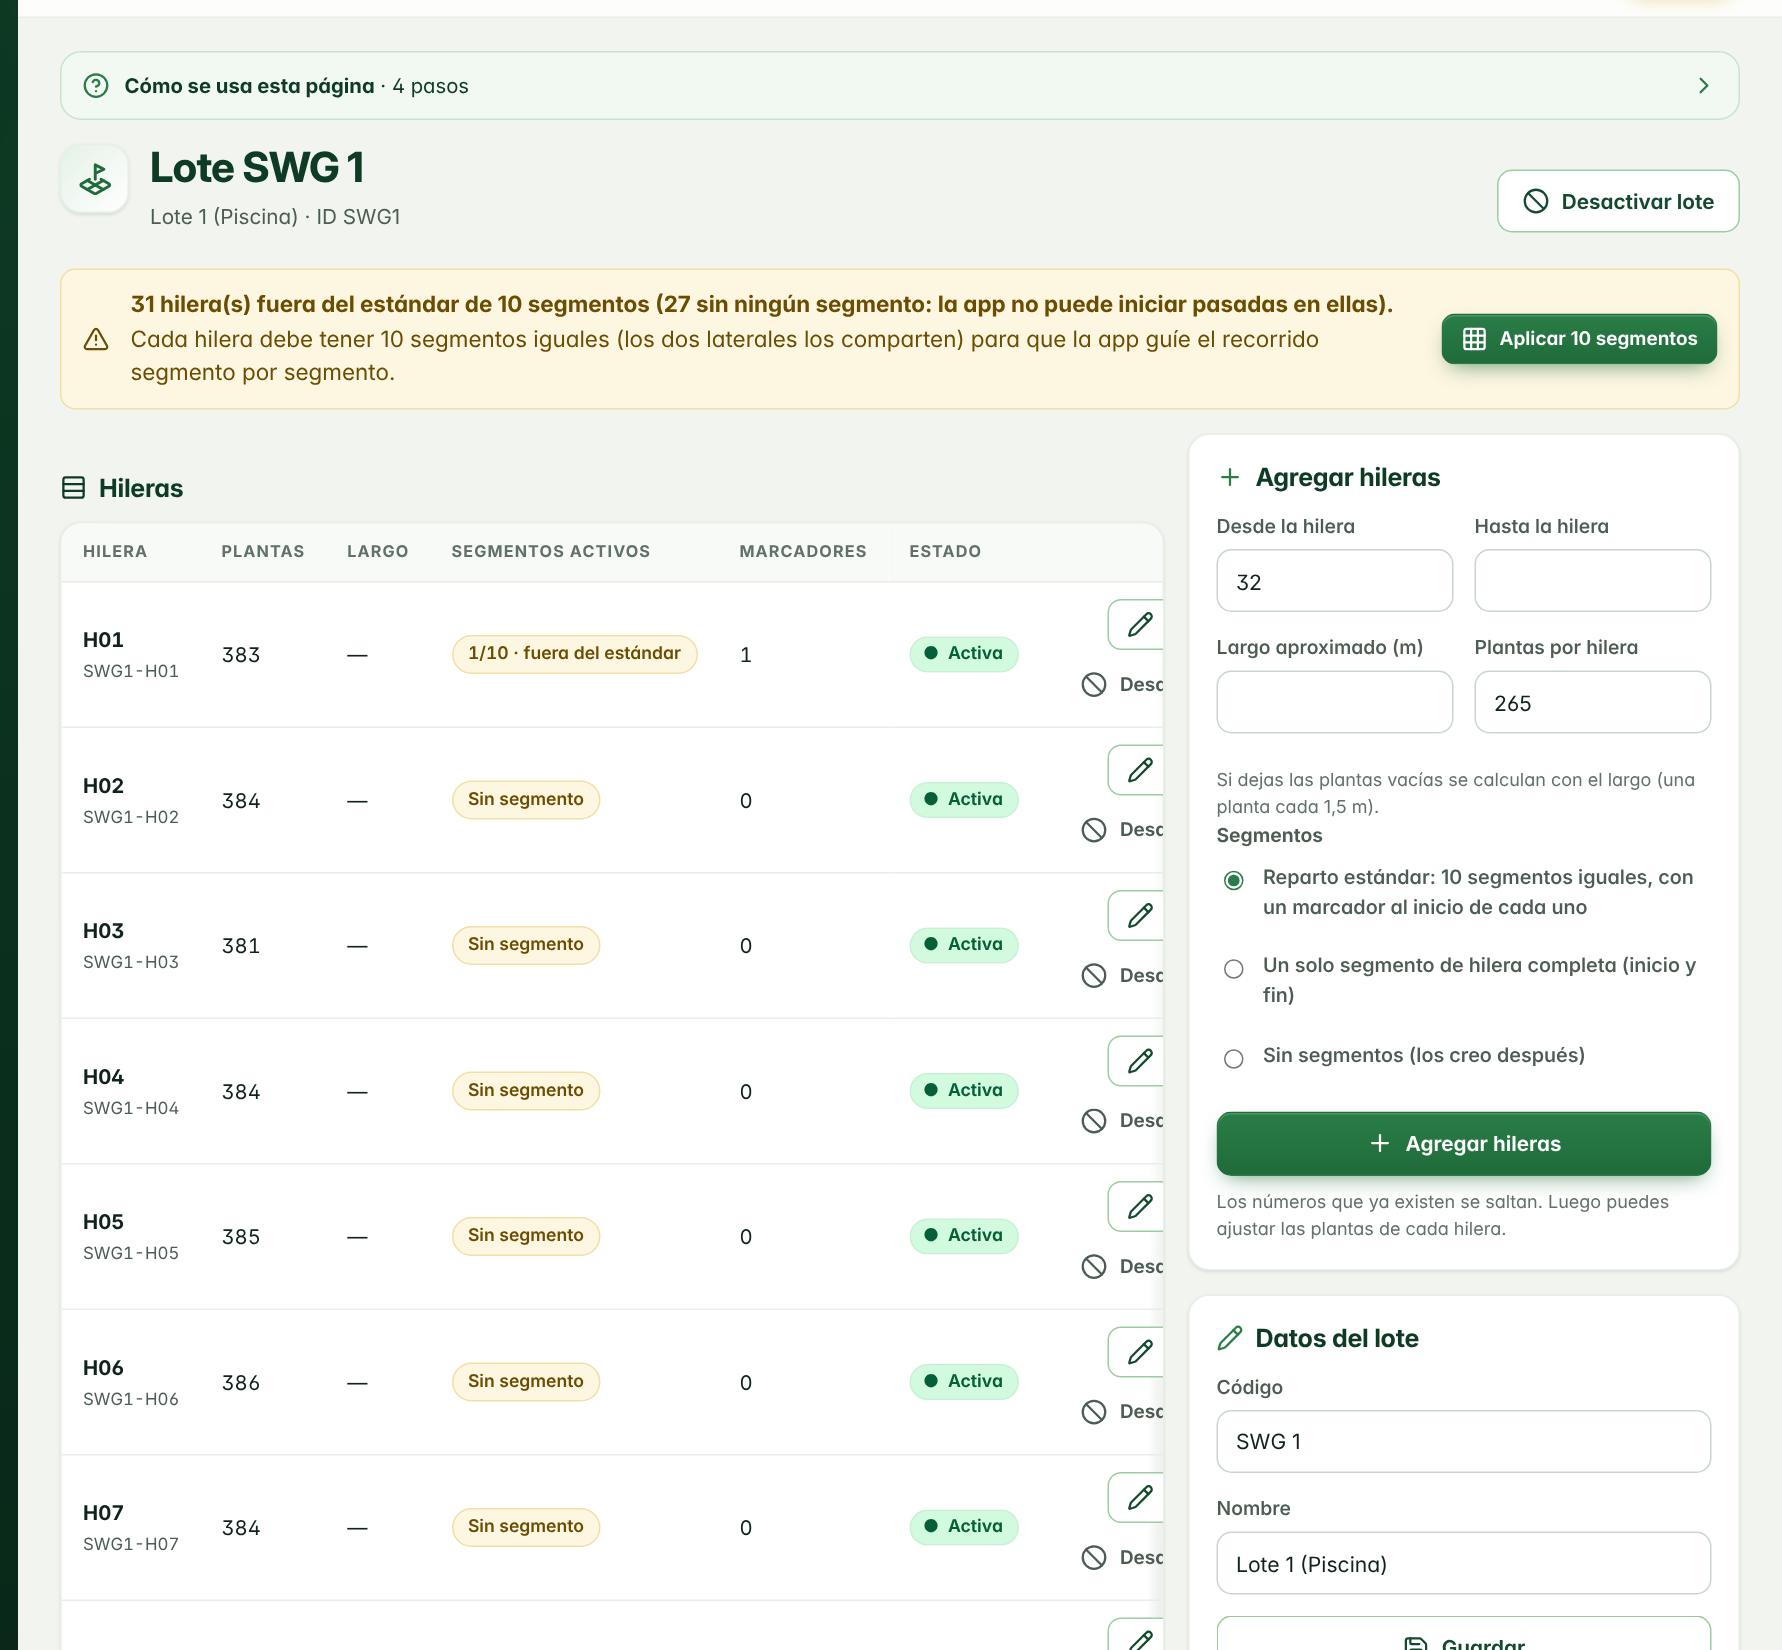 Cómo se usa esta página · 4 pasos
Lote SWG 1
Lote 1 (Piscina) · ID SWG1
Desactivar lote
31 hilera(s) fuera del estándar de 10 segmentos (27 sin ningún segmento: la app no puede iniciar pasadas en ellas).
Cada hilera debe tener 10 segmentos iguales (los dos laterales los comparten) para que la app guíe el recorrido
segmento por segmento.
Aplicar 10 segmentos
Hileras
HILERA PLANTAS LARGO SEGMENTOS ACTIVOS MARCADORES ESTADO
H01
SWG1-H01
383 — 1/10 · fuera del estándar 1 Activa
H02
SWG1-H02
384 — Sin segmento 0 Activa
H03
SWG1-H03
381 — Sin segmento 0 Activa
H04
SWG1-H04
384 — Sin segmento 0 Activa
H05
SWG1-H05
385 — Sin segmento 0 Activa
H06
SWG1-H06
386 — Sin segmento 0 Activa
H07
SWG1-H07
384 — Sin segmento 0 Activa
Agregar hileras
Desde la hilera Hasta la hilera
32
Largo aproximado (m) Plantas por hilera
265
Si dejas las plantas vacías se calculan con el largo (una
planta cada 1,5 m).
Segmentos
Reparto estándar: 10 segmentos iguales, con
un marcador al inicio de cada uno
Un solo segmento de hilera completa (inicio y
fin)
Sin segmentos (los creo después)
Agregar hileras
Los números que ya existen se saltan. Luego puedes
ajustar las plantas de cada hilera.
Datos del lote
Código
SWG 1
Nombre
Lote 1 (Piscina)
Guardar